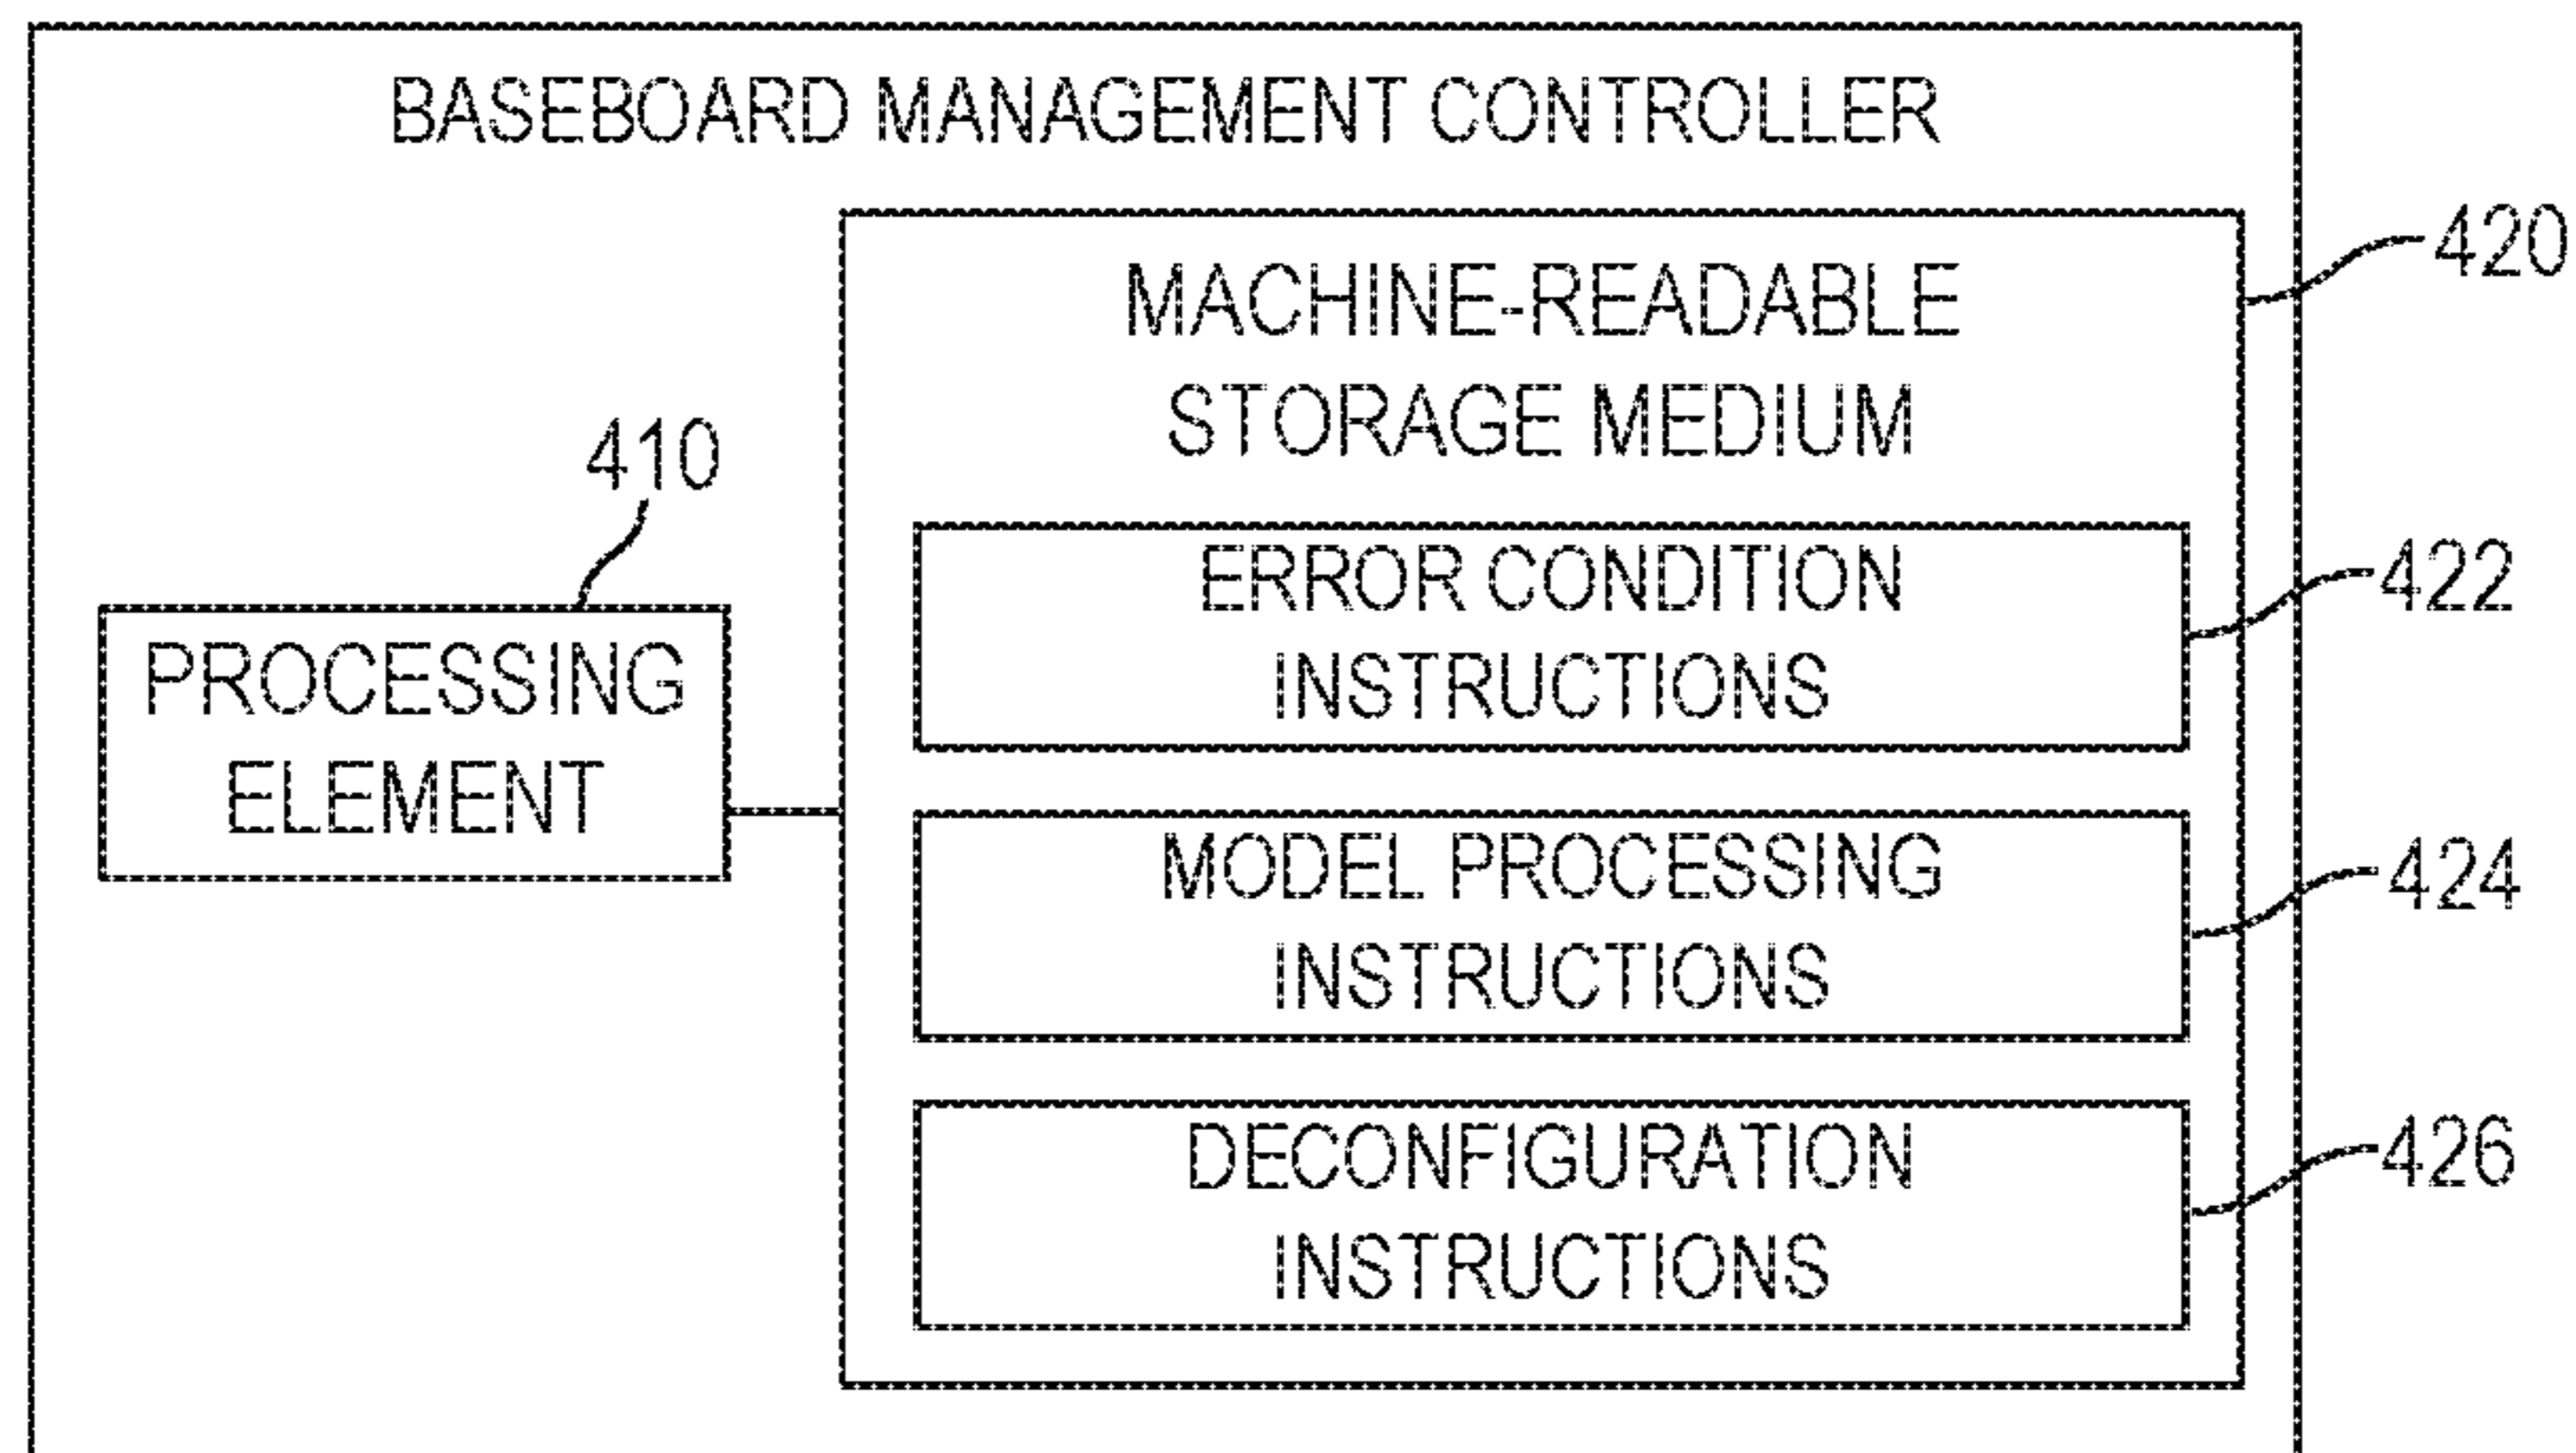 BASEBOARD MANAGEMENT CONTROLLER
420
MACHINE-READABLE
STORAGE MEDIUM
410
PROCESSING
ELEMENT
422
ERROR CONDITION
INSTRUCTIONS
424
MODEL PROCESSING
INSTRUCTIONS
426
DECONFIGURATION
INSTRUCTIONS